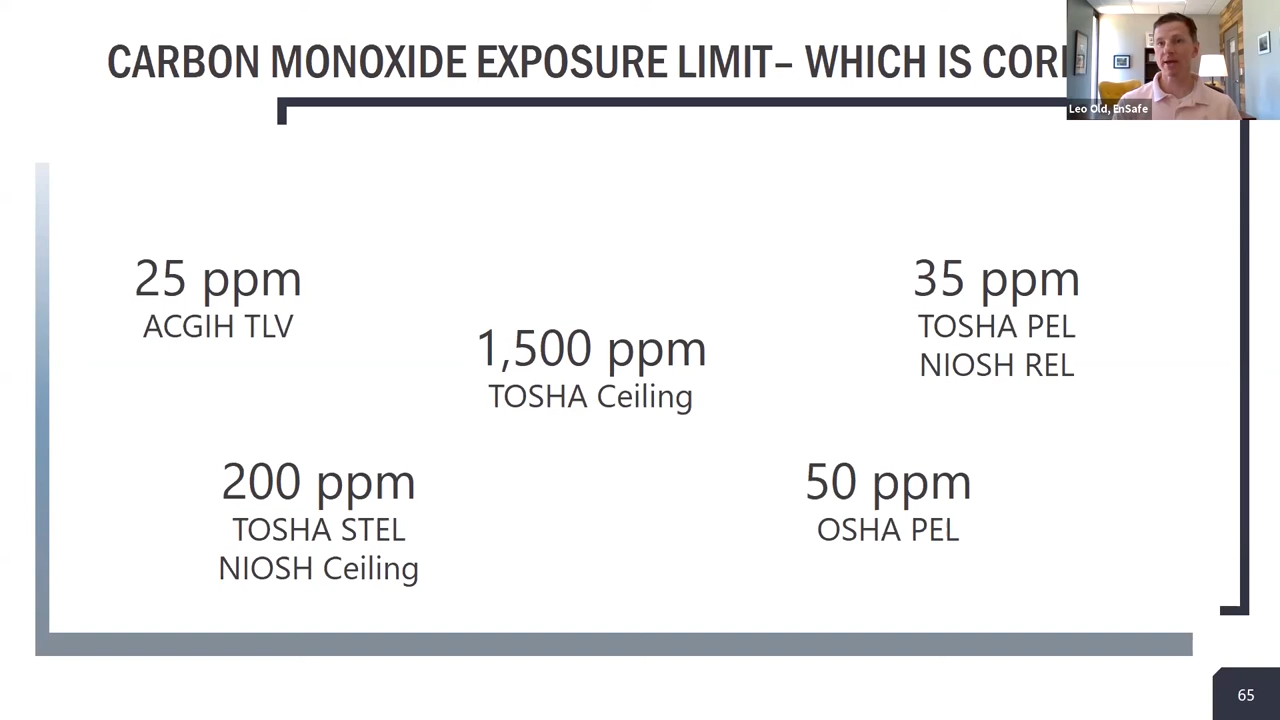 CARBON MONOXIDE EXPOSURE LIMIT– WHICH IS
Leo Old, EnSafe
25 ppm
ACGIH TLV
35 ppm
TOSHA PEL
NIOSH REL
1,500 ppm
TOSHA Ceiling
200 ppm
TOSHA STEL
NIOSH Ceiling
50 ppm
OSHA PEL
65